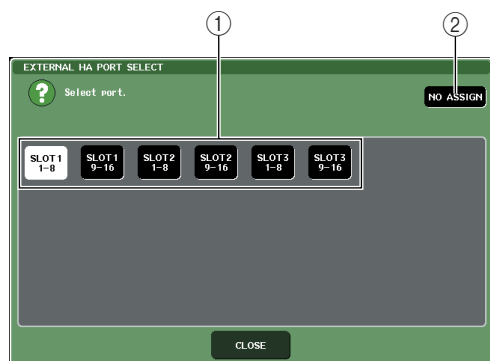 ① ②
EXTERNAL HA PORT SELECT
? Select port.
NO ASSIGN
SLOT1 SLOT1 SLOT2 SLOT2 SLOT3 SLOT3
1-8 9-16 1-8 9-16 1-8 9-16
CLOSE